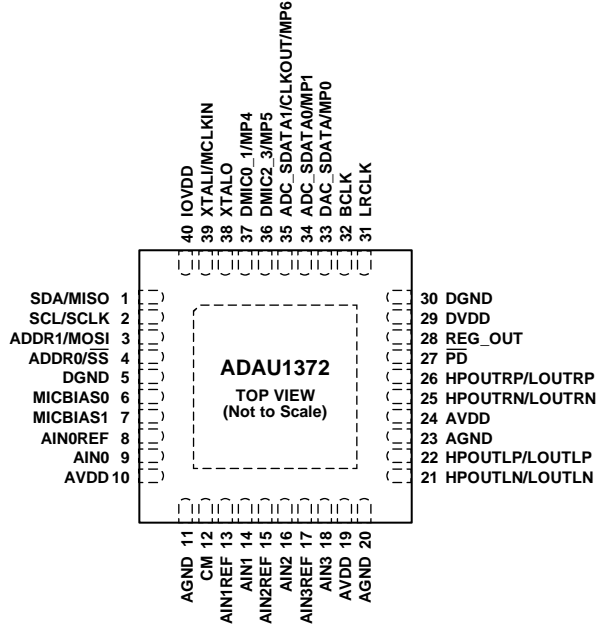 40 IOVDD
39 XTALI/MCLKIN
38 XTALO
37 DMIC0_1/MP4
36 DMIC2_3/MP5
35 ADC_SDATA1/CLKOUT/MP6
34 ADC_SDATA0/MP1
33 DAC_SDATA/MP0
32 BCLK
31 LRCLK
SDA/MISO 1
SCL/SCLK 2
ADDR1/MOSI 3
ADDR0/S̅S̅ 4
DGND 5
MICBIAS0 6
MICBIAS1 7
AIN0REF 8
AIN0 9
AVDD 10
ADAU1372
TOP VIEW
(Not to Scale)
30 DGND
29 DVDD
28 REG_OUT
27 P̅D̅
26 HPOUTRP/LOUTRP
25 HPOUTRN/LOUTRN
24 AVDD
23 AGND
22 HPOUTLP/LOUTLP
21 HPOUTLN/LOUTLN
AGND 11
CM 12
AIN1REF 13
AIN1 14
AIN2REF 15
AIN2 16
AIN3REF 17
AIN3 18
AVDD 19
AGND 20